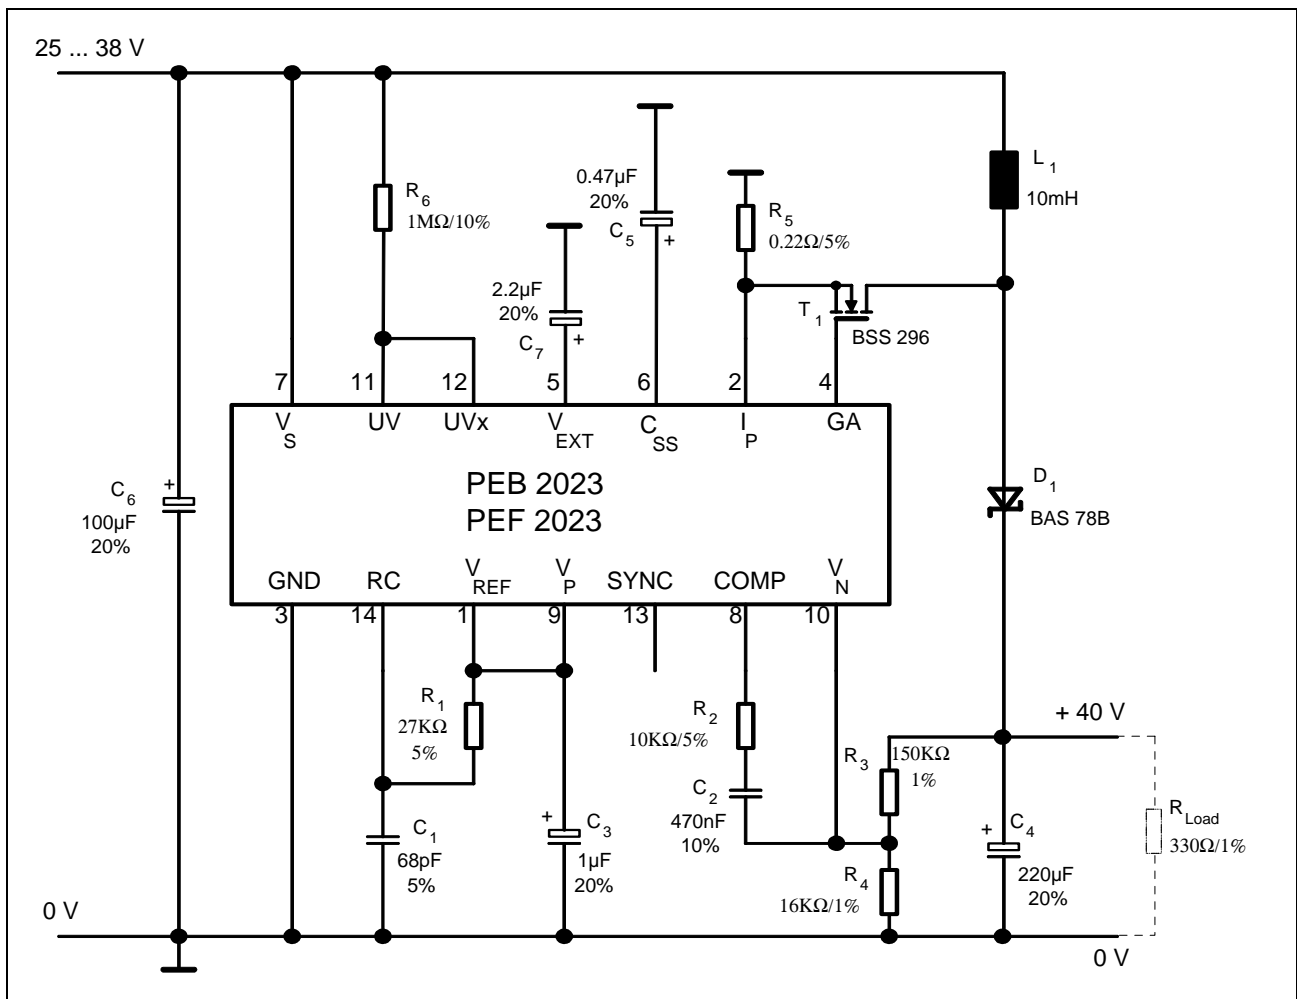 25 ... 38 V
R6
1MΩ/10%
2.2µF
20%
C7
0.47µF
20%
C5
R5
0.22Ω/5%
T1
BSS 296
L1
10mH
7 11 12 5 6 2 4
VS UV UVx VEXT CSS IP GA
PEB 2023
PEF 2023
C6
100µF
20%
D1
BAS 78B
GND RC VREF VP SYNC COMP VN
3 14 1 9 13 8 10
R1
27KΩ
5%
R2
10KΩ/5%
C2
470nF
10%
R3
150KΩ
1%
+ 40 V
C1
68pF
5%
C3
1µF
20%
R4
16KΩ/1%
C4
220µF
20%
RLoad
330Ω/1%
0 V
0 V
+
+
+
+
+